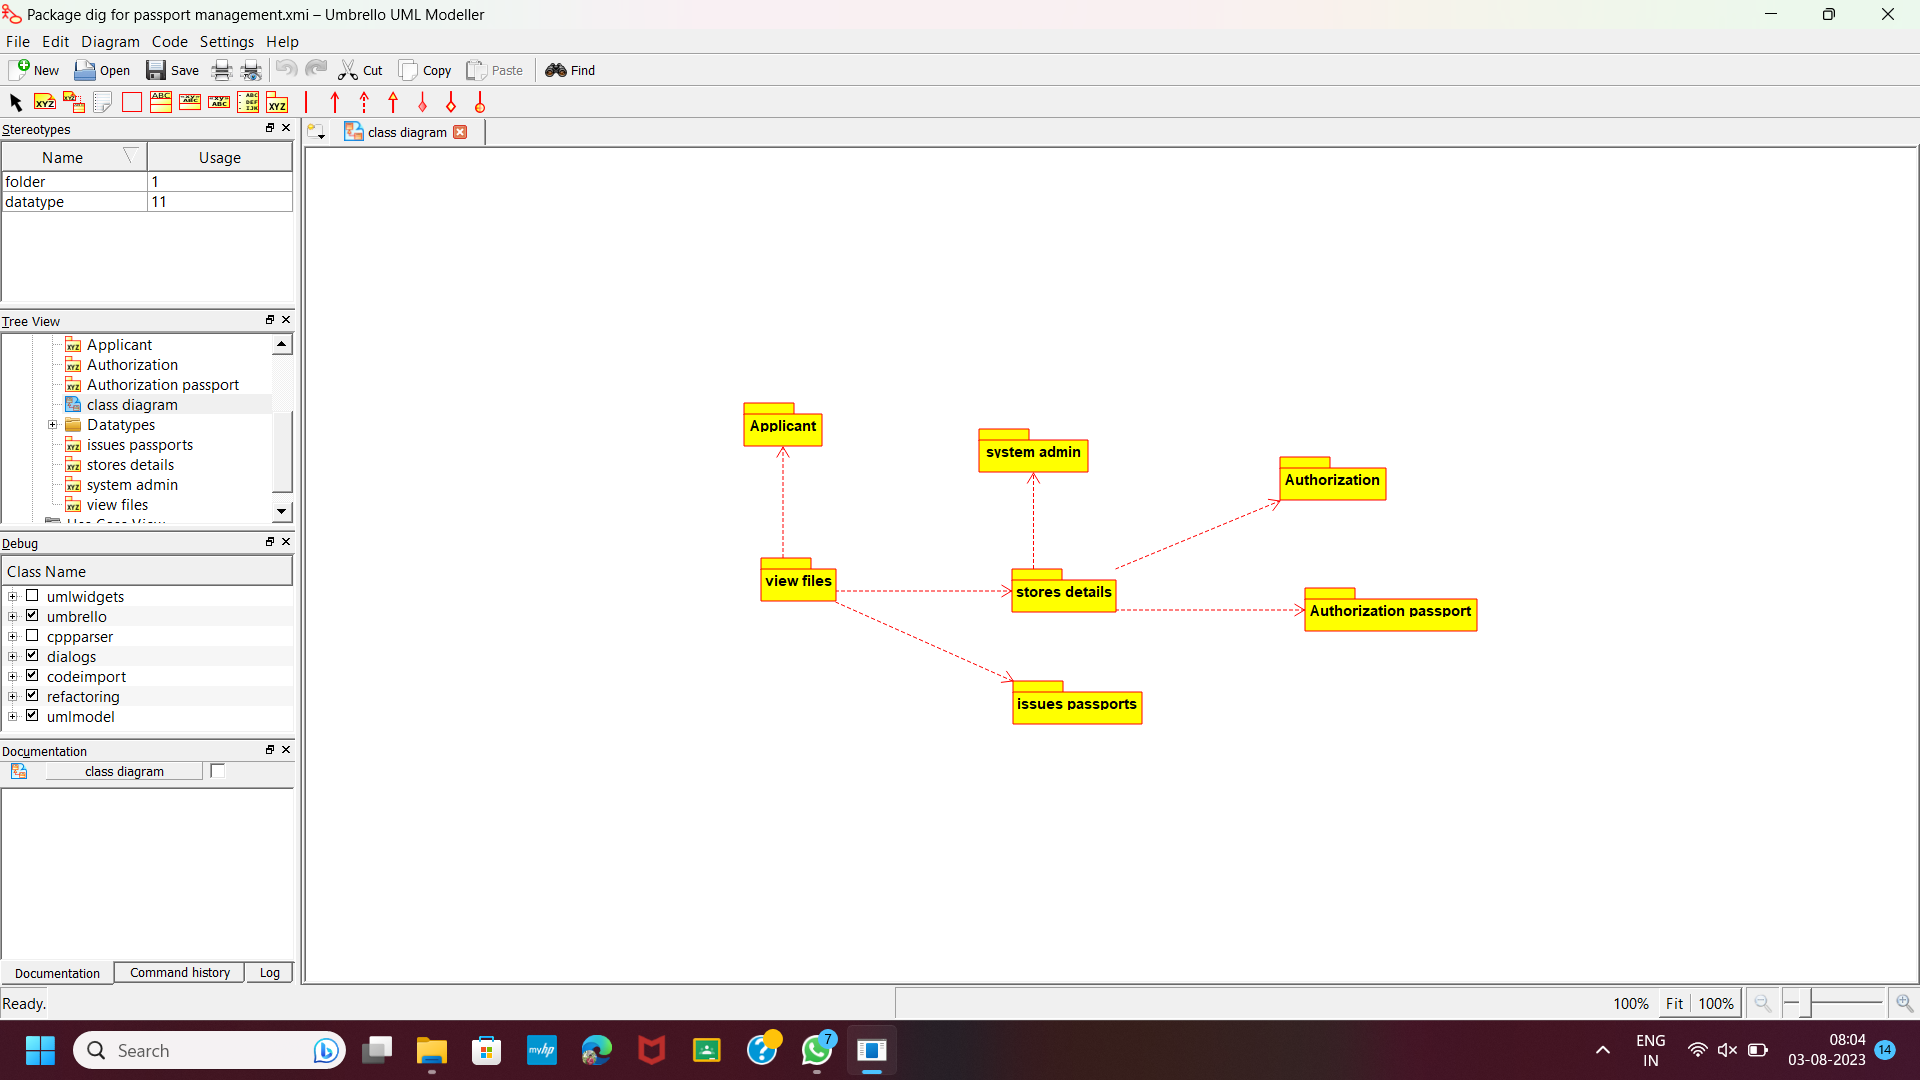 Package dig for passport management.xmi – Umbrello UML Modeller
File Edit Diagram Code Settings Help
New Open Save Cut Copy Paste Find
Stereotypes
Name Usage
folder 1
datatype 11
Tree View
Applicant
Authorization
Authorization passport
class diagram
Datatypes
issues passports
stores details
system admin
view files
Use Case View
Debug
Class Name
umlwidgets
umbrello
cppparser
dialogs
codeimport
refactoring
umlmodel
Documentation
class diagram
Documentation Command history Log
class diagram
Applicant
system admin
Authorization
view files
stores details
Authorization passport
issues passports
Ready.
100% Fit 100%
Search
myhp
7
ENG
IN
08:04
03-08-2023
14